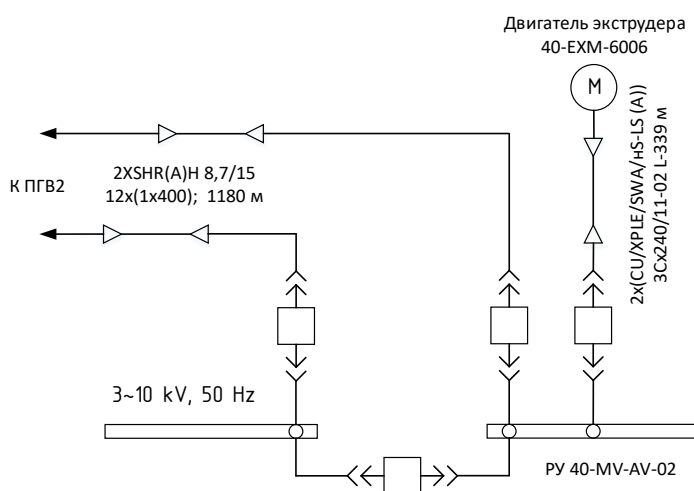 Двигатель экструдера
40-EXM-6006
M
2XSHR(A)H 8,7/15
12x(1x400); 1180 м
К ПГВ2
2x(CU/XPLE/SWA/нS-LS (A))
3Cx240/11-02 L-339 м
3~10 kV, 50 Hz
РУ 40-MV-AV-02